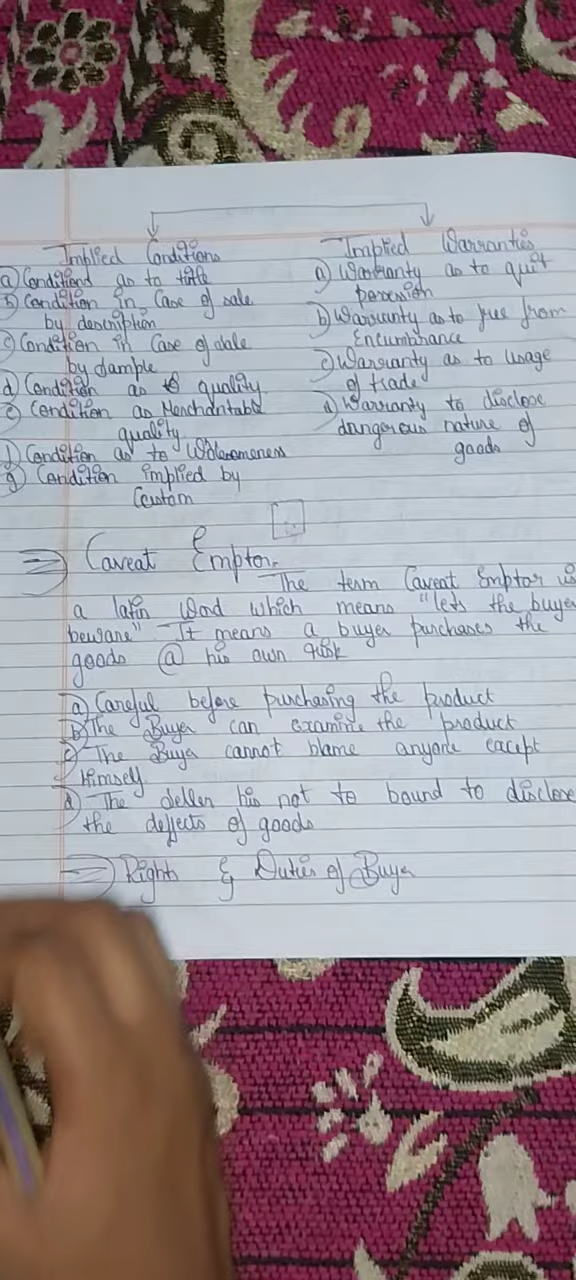 Implied Conditions
a) Conditiond as to title
b) Condition in Case of sale
by description
c) Condition in Case of sale
by sample
d) Condition as to quality
e) Condition as Merchantable
quality
f) Condition as to Wolesomeness
g) Condition implied by
Custom
Implied Warranties
a) Warranty as to quit
possession
b) Warranty as to free from
Encumbrance
c) Warranty as to usage
of trade
d) Warranty to disclose
dangerous nature of
goods
Caveat Emptor.
The term Caveat Emptor is
a latin Word which means "lets the buyer
beware" It means a buyer purchases the
goods @ his own risk
a) Careful before purchasing the product
b) The Buyer can examine the product
c) The Buyer cannot blame anyone except
himself
d) The seller his not to bound to disclose
the deffects of goods
Right & Duties of Buyer